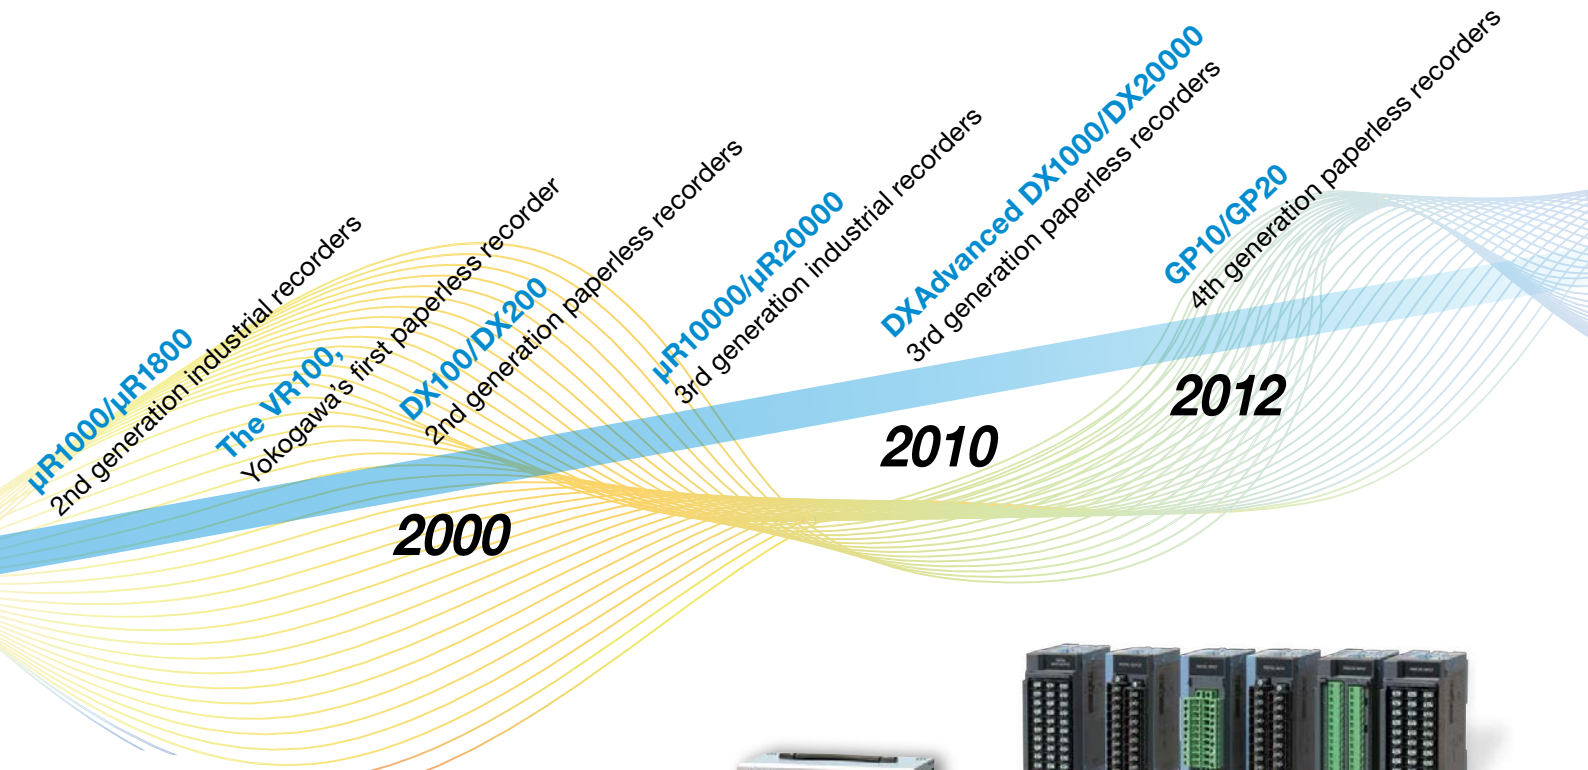 µR1000/µR1800
2nd generation industrial recorders
The VR100,
Yokogawa's first paperless recorder
DX100/DX200
2nd generation paperless recorders
µR10000/µR20000
3rd generation industrial recorders
DXAdvanced DX1000/DX20000
3rd generation paperless recorders
GP10/GP20
4th generation paperless recorders
2000
2010
2012